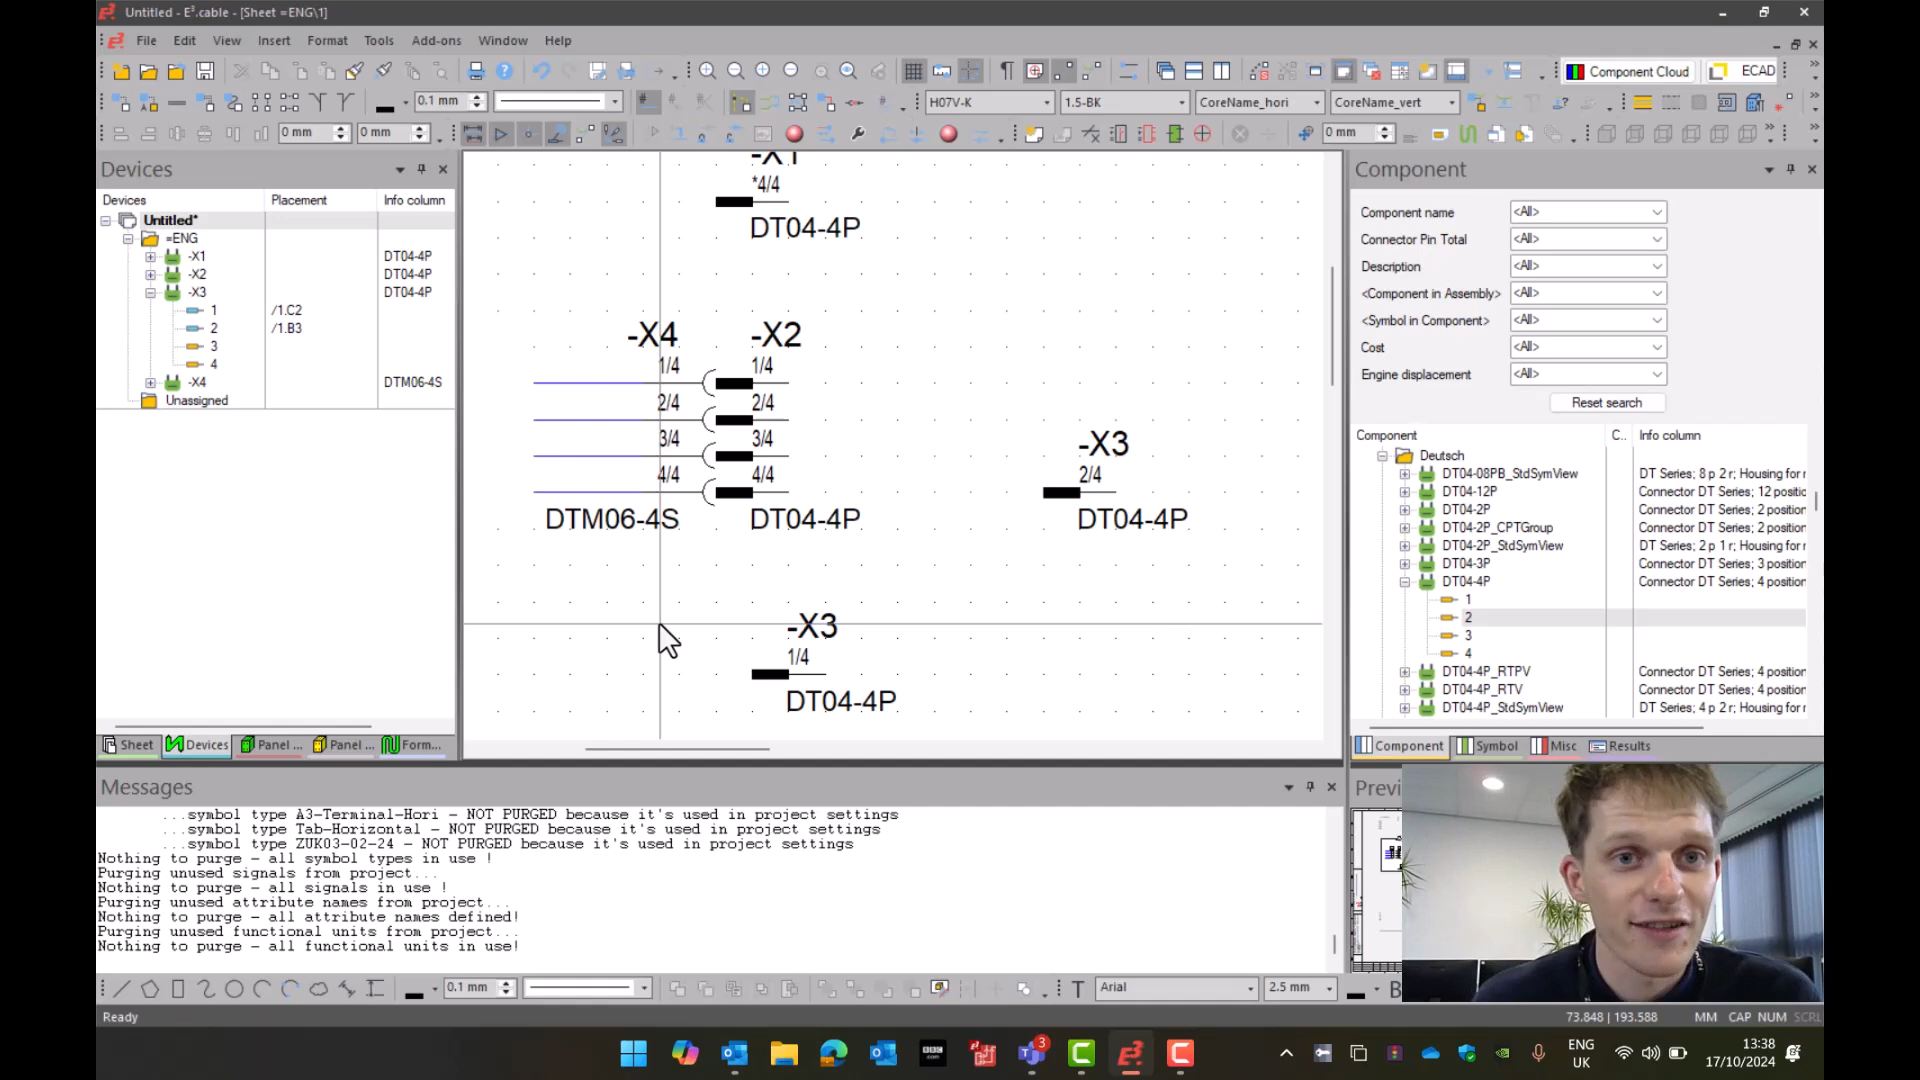 Untitled - E³.cable - [Sheet =ENG\1]
File Edit View Insert Format Tools Add-ons Window Help
Component Cloud
ECAD
0.1 mm
H07V-K
1.5-BK
CoreName_hori
CoreName_vert
0 mm
0 mm
0 mm
Devices
Devices Placement Info column
Untitled*
=ENG
-X1 DT04-4P
-X2 DT04-4P
-X3 DT04-4P
1 /1.C2
2 /1.B3
3
4
-X4 DTM06-4S
Unassigned
Sheet Devices Panel ... Panel ... Form...
-X1
*4/4
DT04-4P
-X4 -X2
1/4 1/4
2/4 2/4
3/4 3/4
4/4 4/4
DTM06-4S DT04-4P
-X3
2/4
DT04-4P
-X3
1/4
DT04-4P
Component
Component name <All>
Connector Pin Total <All>
Description <All>
<Component in Assembly> <All>
<Symbol in Component> <All>
Cost <All>
Engine displacement <All>
Reset search
Component C.. Info column
Deutsch
DT04-08PB_StdSymView DT Series; 8 p 2 r; Housing for r
DT04-12P Connector DT Series; 12 positio
DT04-2P Connector DT Series; 2 position
DT04-2P_CPTGroup Connector DT Series; 2 position
DT04-2P_StdSymView DT Series; 2 p 1 r; Housing for r
DT04-3P Connector DT Series; 3 position
DT04-4P Connector DT Series; 4 position
1
2
3
4
DT04-4P_RTPV Connector DT Series; 4 position
DT04-4P_RTV Connector DT Series; 4 position
DT04-4P_StdSymView DT Series; 4 p 2 r; Housing for r
Component Symbol Misc Results
Messages
...symbol type A3-Terminal-Hori - NOT PURGED because it's used in project settings
...symbol type Tab-Horizontal - NOT PURGED because it's used in project settings
...symbol type ZUK03-02-24 - NOT PURGED because it's used in project settings
Nothing to purge - all symbol types in use !
Purging unused signals from project...
Nothing to purge - all signals in use !
Purging unused attribute names from project...
Nothing to purge - all attribute names defined!
Purging unused functional units from project...
Nothing to purge - all functional units in use!
Previ
0.1 mm
Arial
2.5 mm
B
Ready
73.848 | 193.588 MM CAP NUM SCRL
3
ENG
UK
13:38
17/10/2024